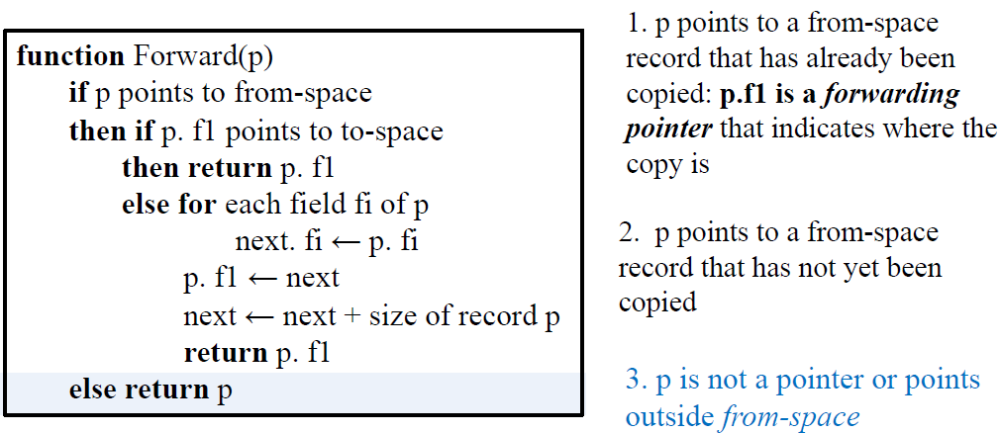 function Forward(p)
if p points to from-space
then if p. f1 points to to-space
then return p. f1
else for each field fi of p
next. fi ← p. fi
p. f1 ← next
next ← next + size of record p
return p. f1
else return p
1. p points to a from-space
record that has already been
copied: p.f1 is a forwarding
pointer that indicates where the
copy is
2. p points to a from-space
record that has not yet been
copied
3. p is not a pointer or points
outside from-space